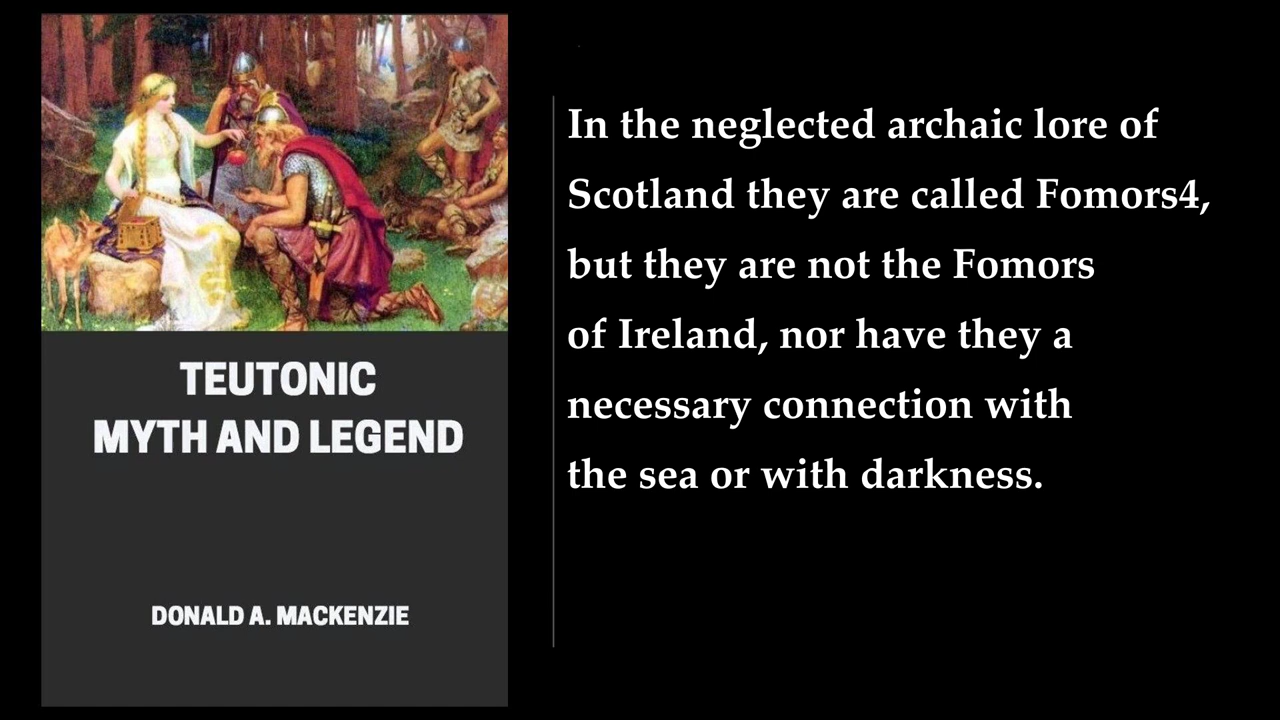 TEUTONIC
MYTH AND LEGEND
DONALD A. MACKENZIE
In the neglected archaic lore of
Scotland they are called Fomors4,
but they are not the Fomors
of Ireland, nor have they a
necessary connection with
the sea or with darkness.